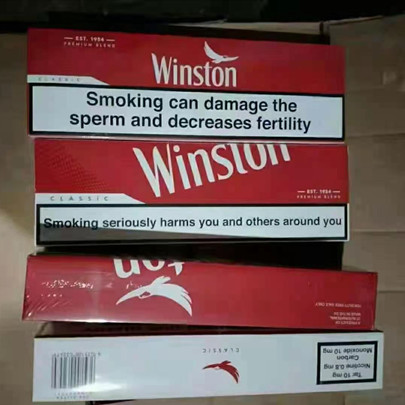 EST. 1954
PREMIUM BLEND
Winston
CLASSIC
Smoking can damage the
sperm and decreases fertility
Winston
EST. 1954
PREMIUM BLEND
CLASSIC
Smoking seriously harms you and others around you
ton
CLASSIC
Tar 10 mg
Nicotine 0,8 mg
Carbon
Monoxide 10 mg